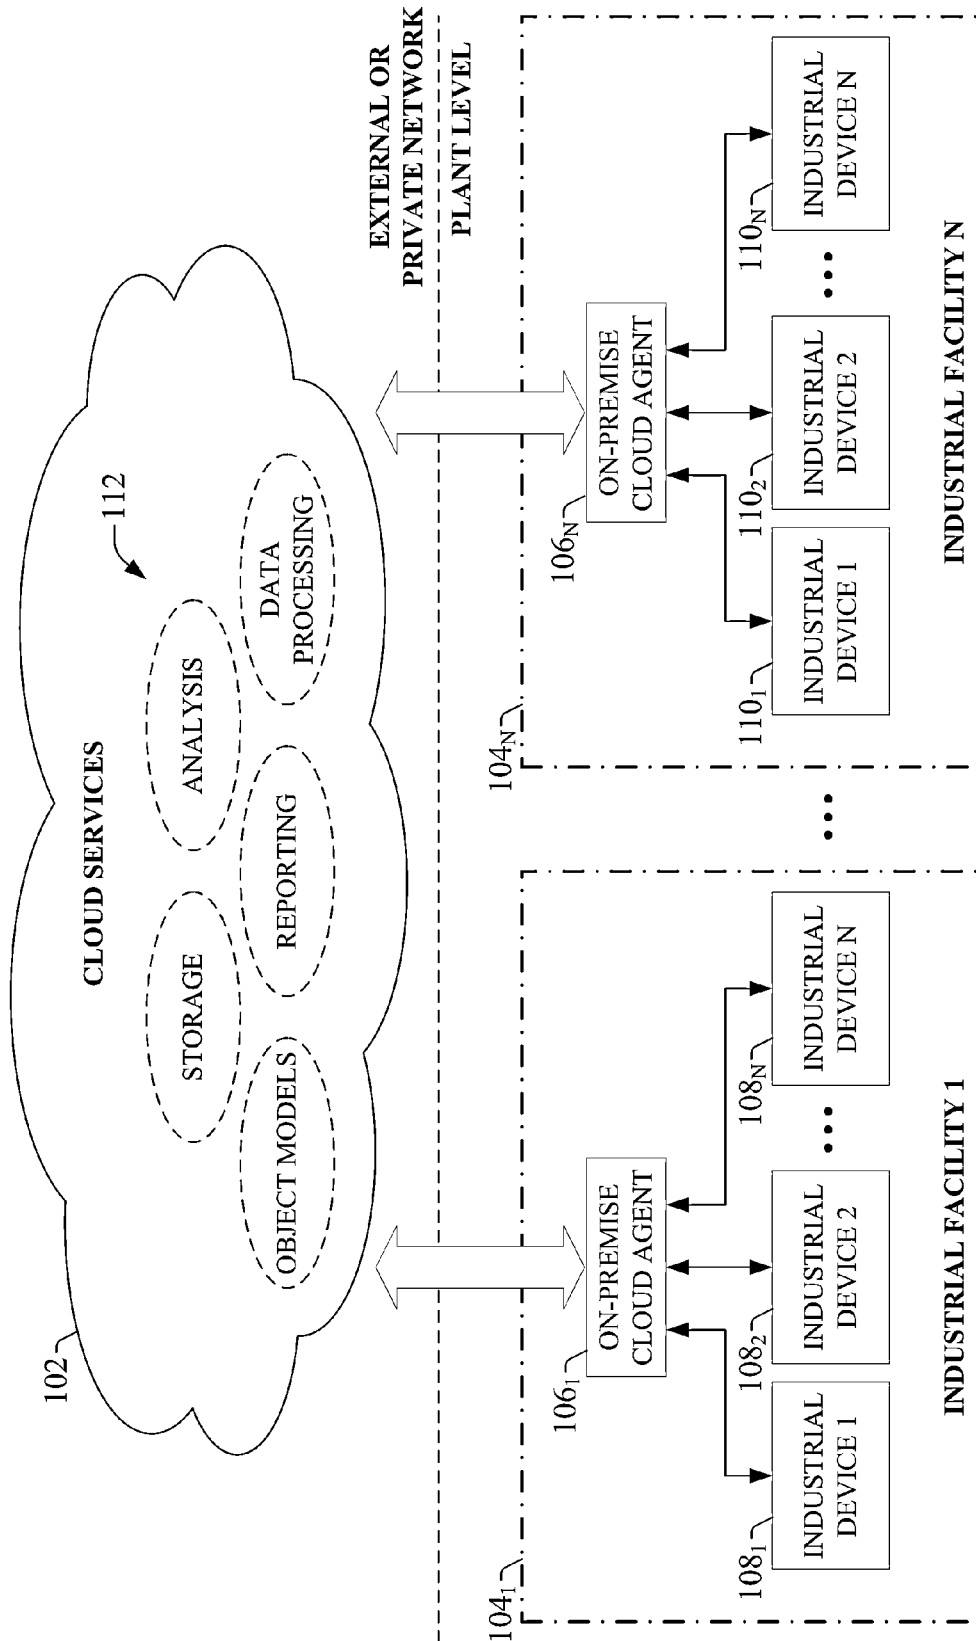 CLOUD SERVICES
102
112
STORAGE
ANALYSIS
OBJECT MODELS
REPORTING
DATA
PROCESSING
EXTERNAL OR
PRIVATE NETWORK
PLANT LEVEL
104₁
106₁
ON-PREMISE
CLOUD AGENT
108₁
INDUSTRIAL
DEVICE 1
108₂
INDUSTRIAL
DEVICE 2
•••
108N
INDUSTRIAL
DEVICE N
INDUSTRIAL FACILITY 1
•••
104N
106N
ON-PREMISE
CLOUD AGENT
110₁
INDUSTRIAL
DEVICE 1
110₂
INDUSTRIAL
DEVICE 2
•••
110N
INDUSTRIAL
DEVICE N
INDUSTRIAL FACILITY N